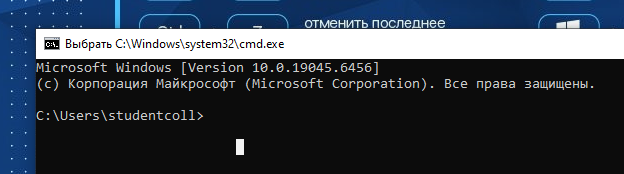 отменить последнее
Выбрать C:\Windows\system32\cmd.exe
Microsoft Windows [Version 10.0.19045.6456]
(c) Корпорация Майкрософт (Microsoft Corporation). Все права защищены.
C:\Users\studentcoll>